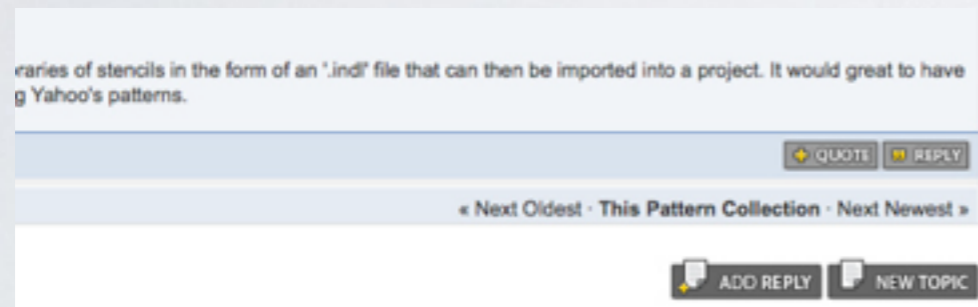 raries of stencils in the form of an '.indl' file that can then be imported into a project. It would great to have
g Yahoo's patterns.
QUOTE REPLY
« Next Oldest · This Pattern Collection · Next Newest »
ADD REPLY NEW TOPIC